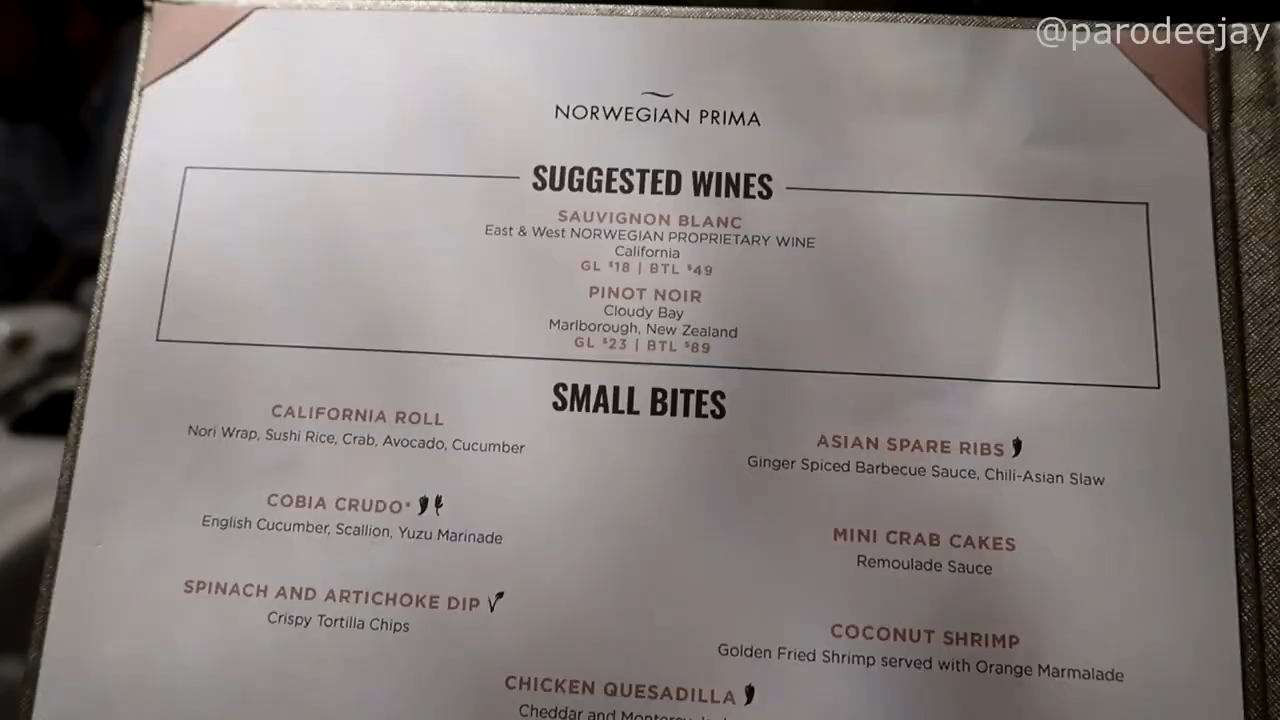 @parodeejay
NORWEGIAN PRIMA
SUGGESTED WINES
SAUVIGNON BLANC
East & West NORWEGIAN PROPRIETARY WINE
California
GL $18 | BTL $49
PINOT NOIR
Cloudy Bay
Marlborough, New Zealand
GL $23 | BTL $89
SMALL BITES
CALIFORNIA ROLL
Nori Wrap, Sushi Rice, Crab, Avocado, Cucumber
COBIA CRUDO*
English Cucumber, Scallion, Yuzu Marinade
SPINACH AND ARTICHOKE DIP
Crispy Tortilla Chips
ASIAN SPARE RIBS
Ginger Spiced Barbecue Sauce, Chili-Asian Slaw
MINI CRAB CAKES
Remoulade Sauce
COCONUT SHRIMP
Golden Fried Shrimp served with Orange Marmalade
CHICKEN QUESADILLA
Cheddar and